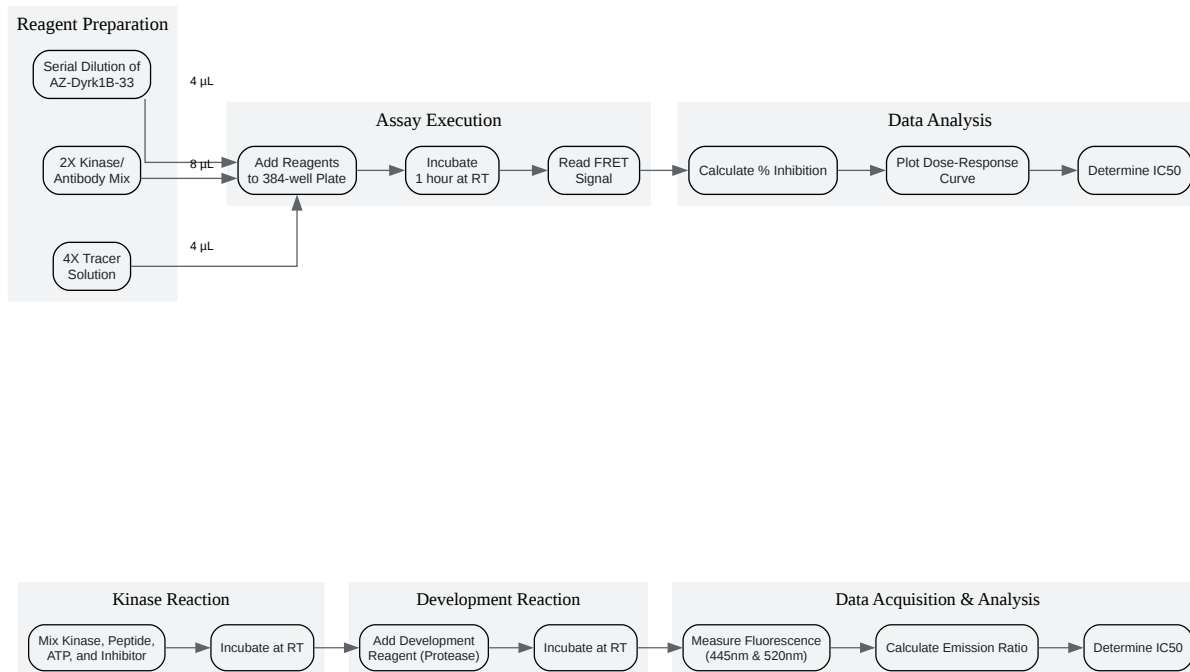 Reagent Preparation
Serial Dilution of
AZ-Dyrk1B-33
4 µL
2X Kinase/
Antibody Mix
8 µL
4X Tracer
Solution
4 µL
Assay Execution
Add Reagents
to 384-well Plate
Incubate
1 hour at RT
Read FRET
Signal
Data Analysis
Calculate % Inhibition
Plot Dose-Response
Curve
Determine IC50
Kinase Reaction
Mix Kinase, Peptide,
ATP, and Inhibitor
Incubate at RT
Development Reaction
Add Development
Reagent (Protease)
Incubate at RT
Data Acquisition & Analysis
Measure Fluorescence
(445nm & 520nm)
Calculate Emission Ratio
Determine IC50